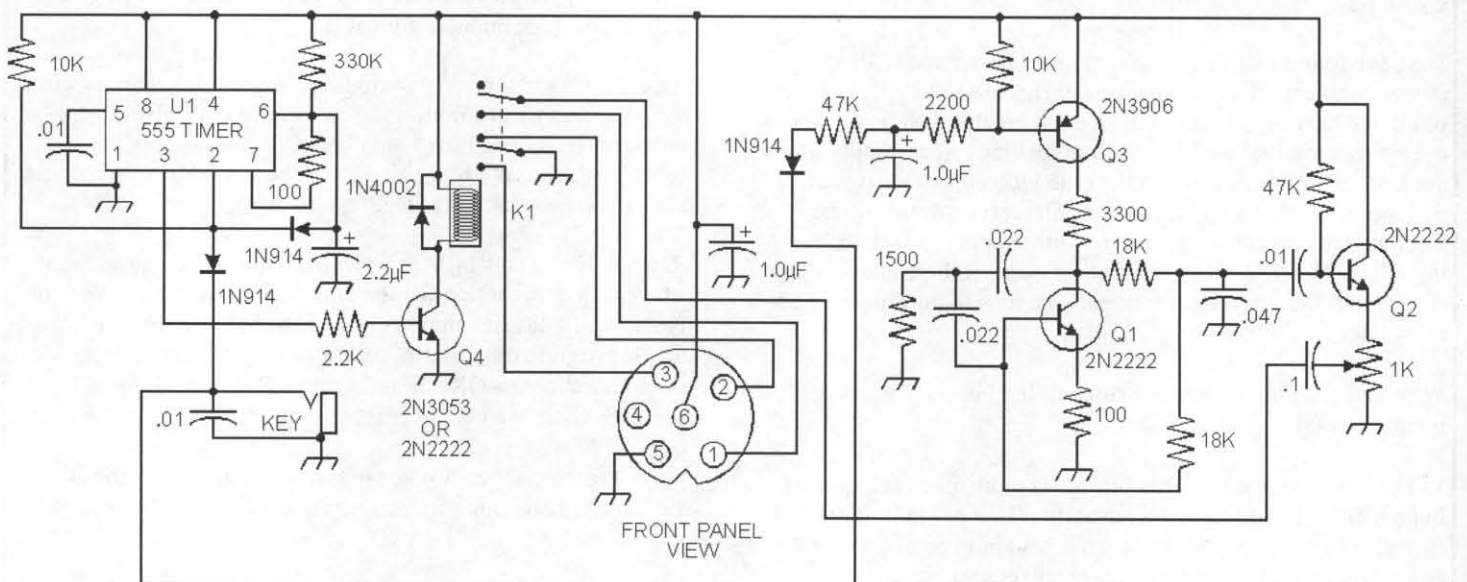 10K
330K
5
8
U1
4
6
555 TIMER
.01
1
3
2
7
100
1N914
2.2µF
+
1N914
2.2K
Q4
2N3053
OR
2N2222
.01
KEY
1N4002
K1
+
1.0µF
3
2
4
6
5
1
FRONT PANEL
VIEW
10K
47K
2200
2N3906
1N914
+
1.0µF
Q3
3300
47K
1500
.022
18K
.022
Q1
2N2222
.01
2N2222
.047
Q2
100
18K
.1
1K